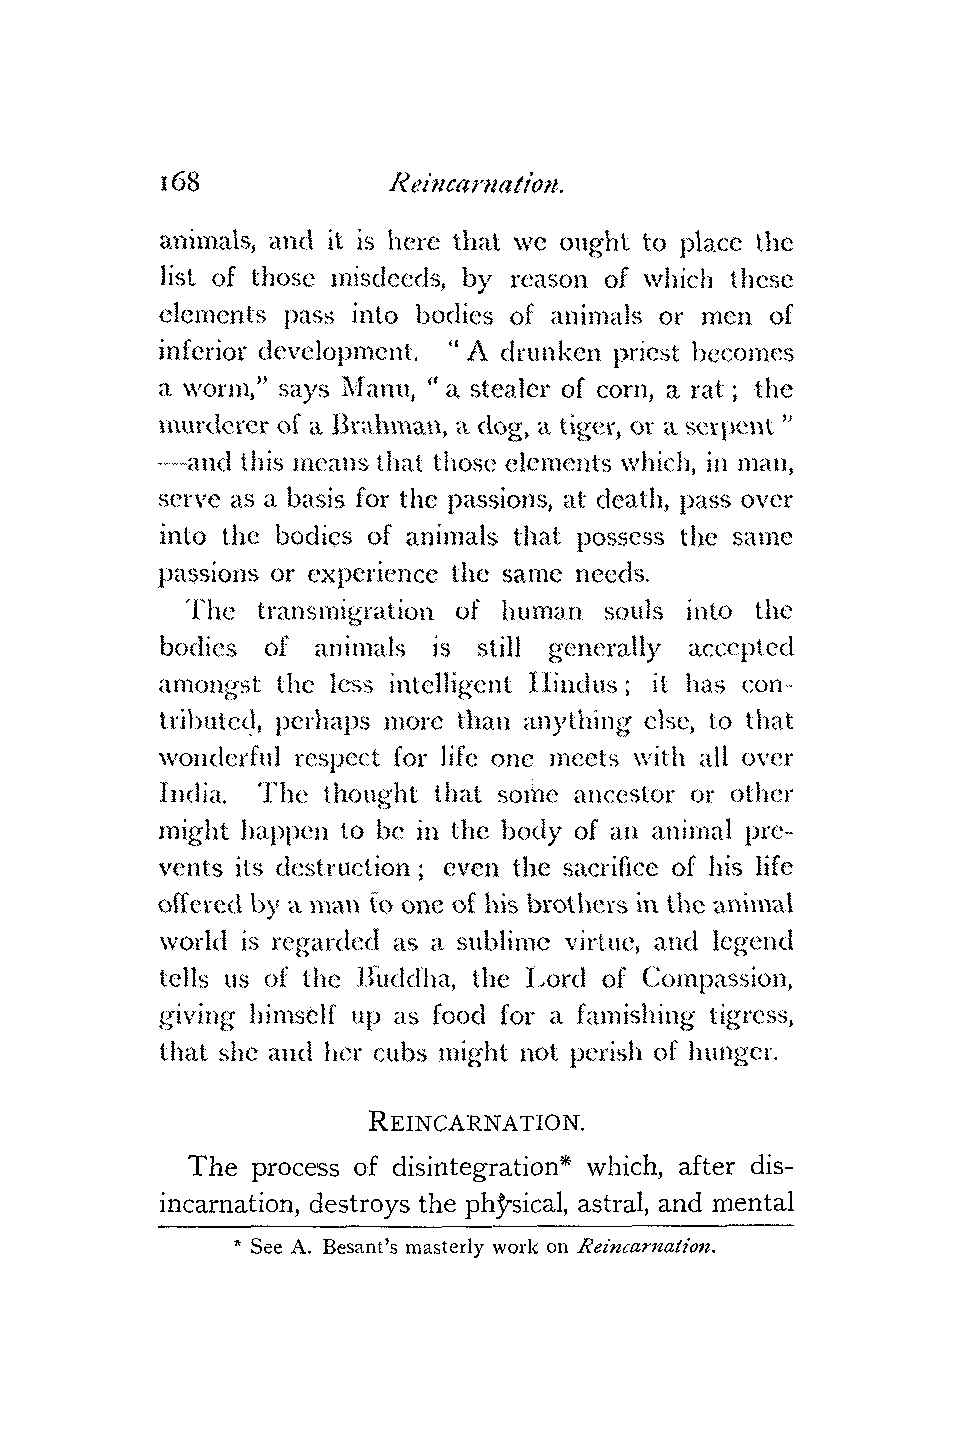 168 Reincarnation.
animals, and it is here that we ought to place the
list of those misdeeds, by reason of which these
elements pass into bodies of animals or men of
inferior development. “ A drunken priest becomes
a worm,” says Manu, “ a stealer of corn, a rat ; the
murderer of a Brahman, a dog, a tiger, or a serpent ”
—and this means that those elements which, in man,
serve as a basis for the passions, at death, pass over
into the bodies of animals that possess the same
passions or experience the same needs.
The transmigration of human souls into the
bodies of animals is still generally accepted
amongst the less intelligent Hindus ; it has con-
tributed, perhaps more than anything else, to that
wonderful respect for life one meets with all over
India. The thought that some ancestor or other
might happen to be in the body of an animal pre-
vents its destruction ; even the sacrifice of his life
offered by a man to one of his brothers in the animal
world is regarded as a sublime virtue, and legend
tells us of the Buddha, the Lord of Compassion,
giving himself up as food for a famishing tigress,
that she and her cubs might not perish of hunger.
REINCARNATION.
The process of disintegration* which, after dis-
incarnation, destroys the physical, astral, and mental
* See A. Besant’s masterly work on Reincarnation.